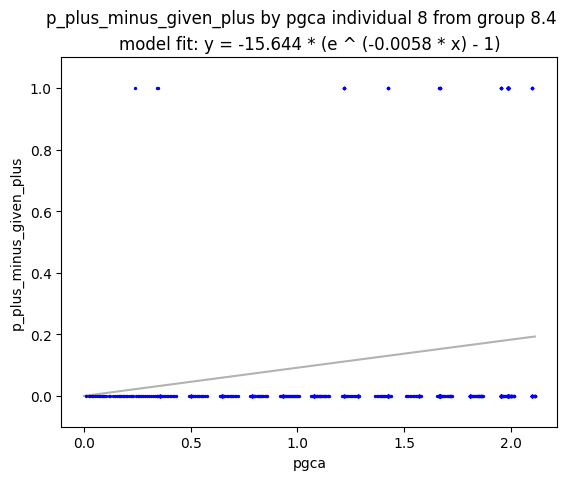 p_plus_minus_given_plus by pgca individual 8 from group 8.4
model fit: y = -15.644 * (e ^ (-0.0058 * x) - 1)
p_plus_minus_given_plus
1.0
0.8
0.6
0.4
0.2
0.0
0.0 0.5 1.0 1.5 2.0
pgca